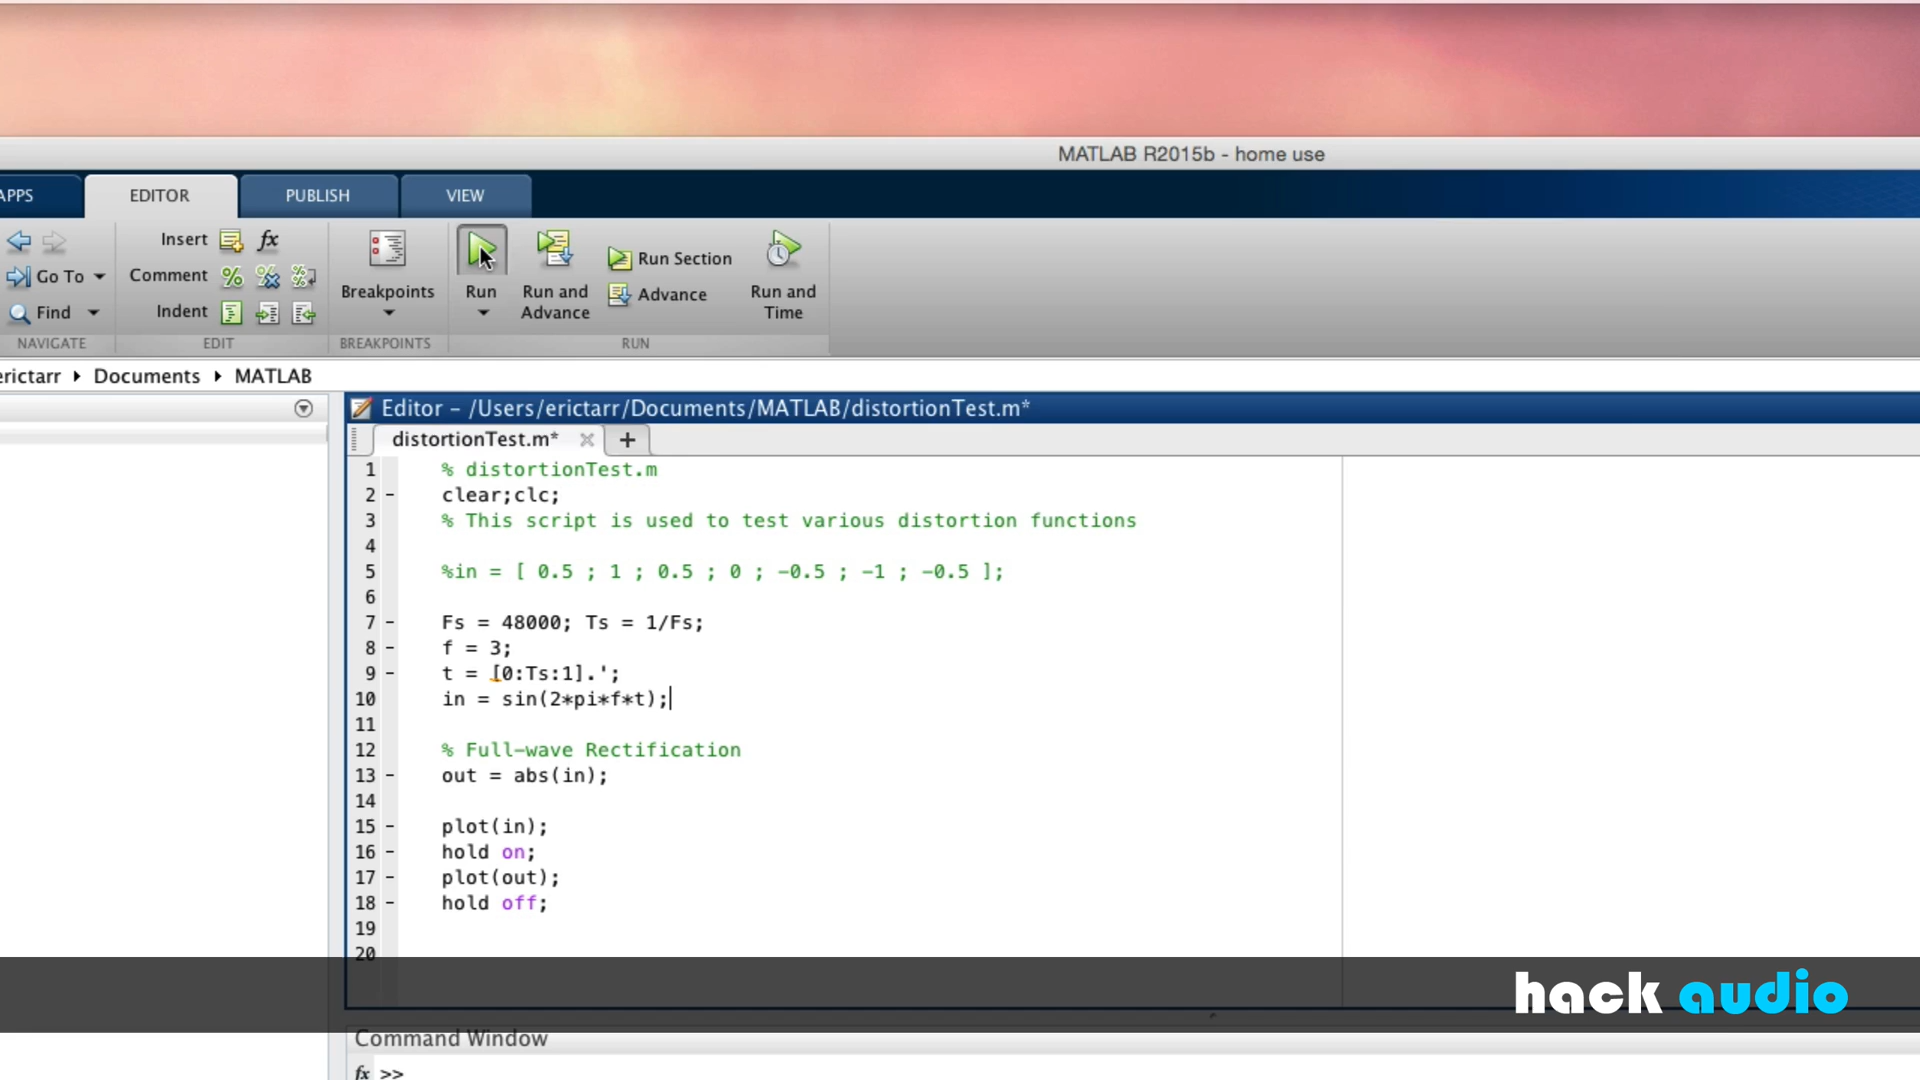 MATLAB R2015b - home use
APPS
EDITOR
PUBLISH
VIEW
Insert
fx
Go To
Comment
Find
Indent
Breakpoints
Run
Run and Advance
Run Section
Advance
Run and Time
NAVIGATE
EDIT
BREAKPOINTS
RUN
erictarr ▸ Documents ▸ MATLAB
Editor – /Users/erictarr/Documents/MATLAB/distortionTest.m*
distortionTest.m*
1 % distortionTest.m
2 – clear;clc;
3 % This script is used to test various distortion functions
4
5 %in = [ 0.5 ; 1 ; 0.5 ; 0 ; -0.5 ; -1 ; -0.5 ];
6
7 – Fs = 48000; Ts = 1/Fs;
8 – f = 3;
9 – t = [0:Ts:1].';
10 in = sin(2*pi*f*t);
11
12 % Full-wave Rectification
13 – out = abs(in);
14
15 – plot(in);
16 – hold on;
17 – plot(out);
18 – hold off;
19
20
hack audio
Command Window
fx >>